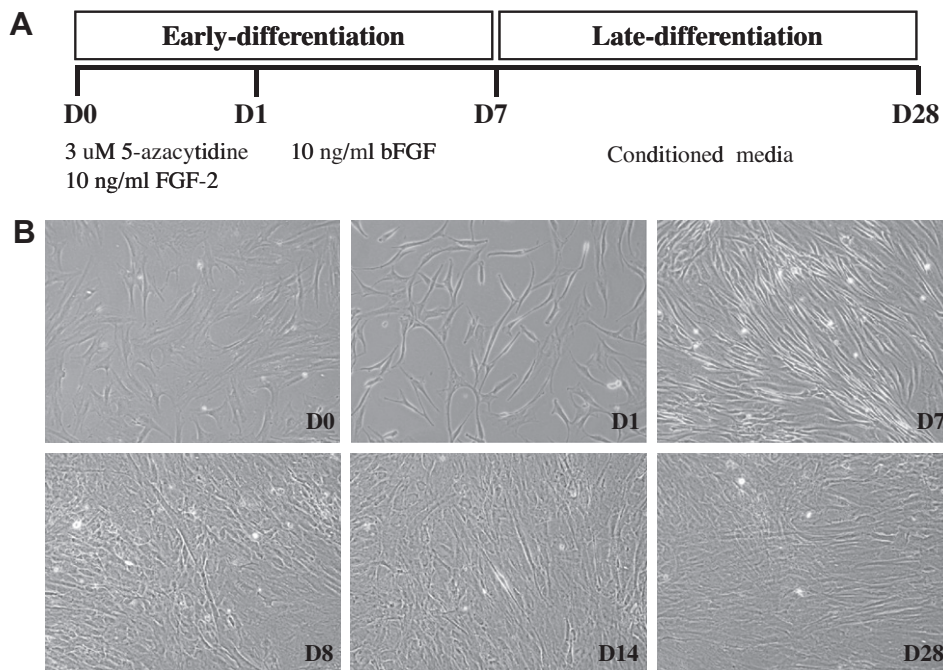 A
Early-differentiation Late-differentiation
D0 D1 D7 D28
3 uM 5-azacytidine 10 ng/ml bFGF Conditioned media
10 ng/ml FGF-2
B
D0 D1 D7
D8 D14 D28